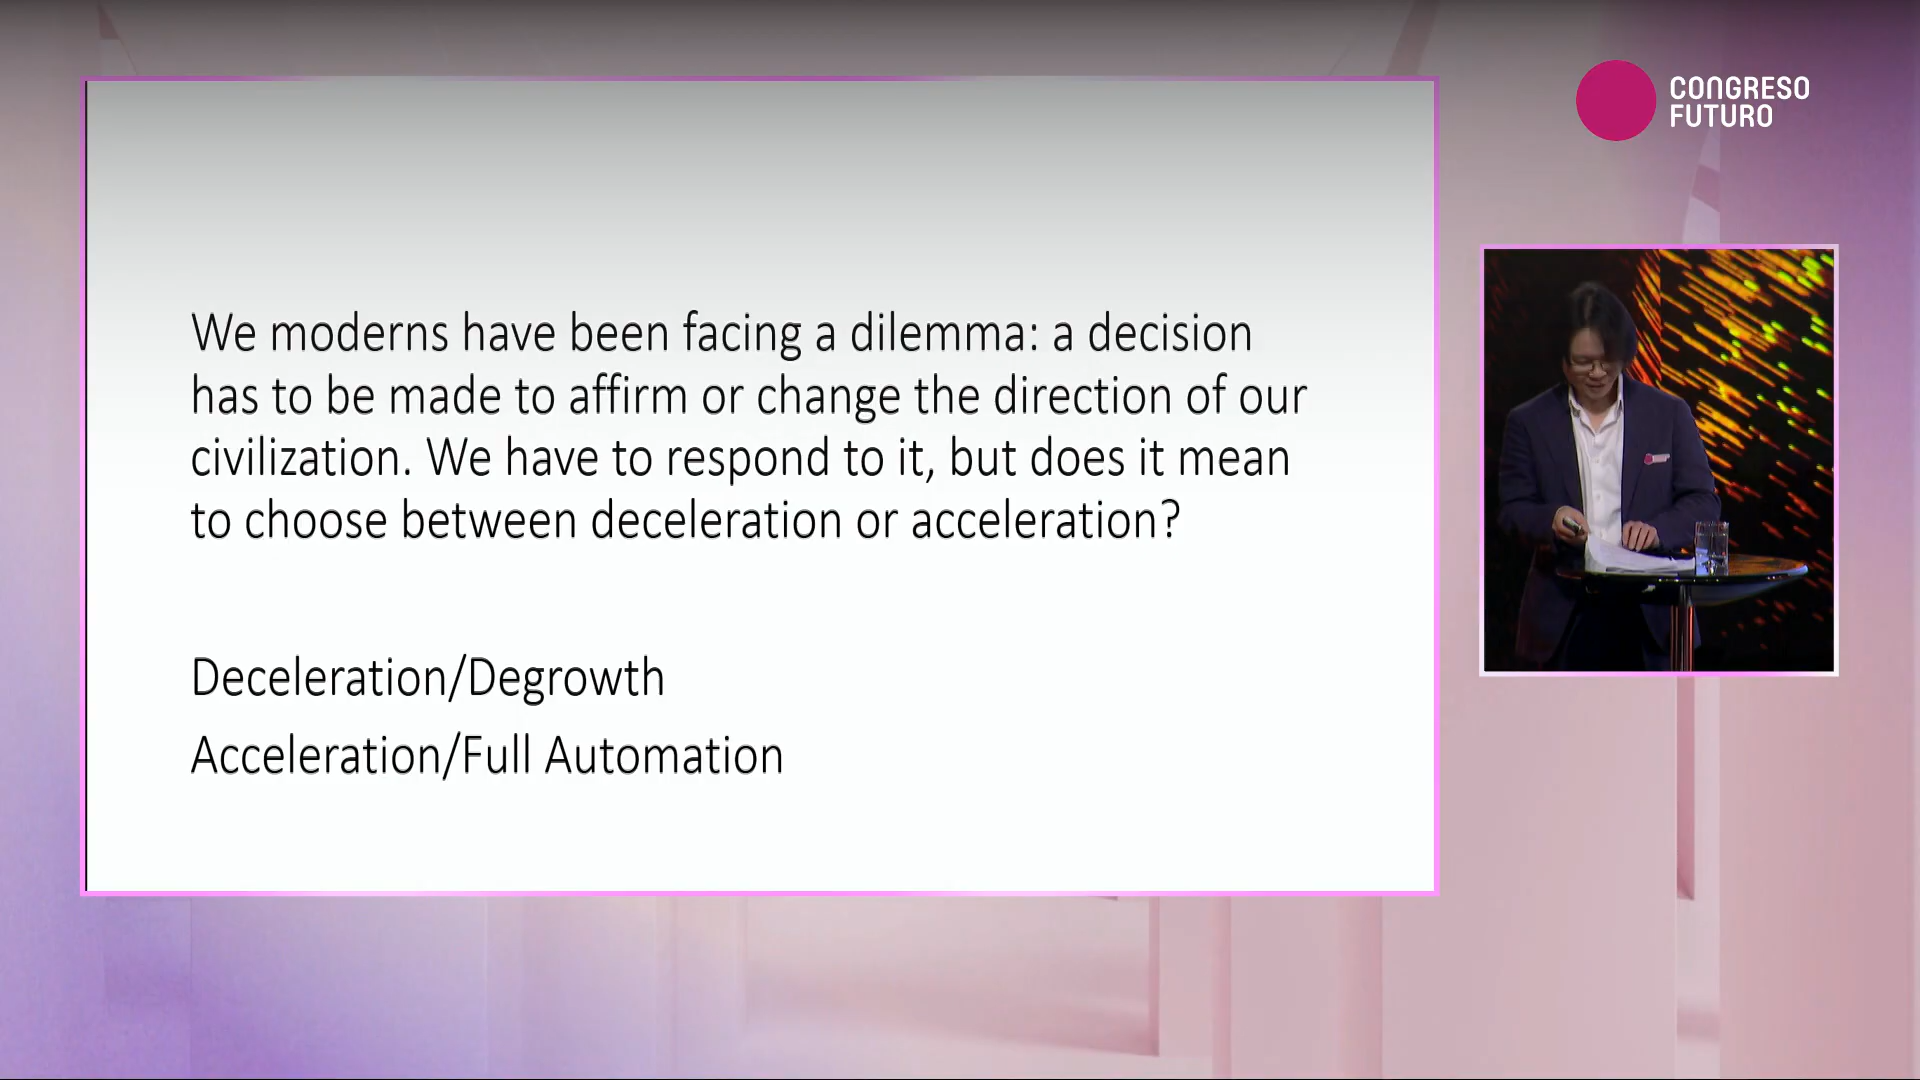 CONGRESO
FUTURO
We moderns have been facing a dilemma: a decision
has to be made to affirm or change the direction of our
civilization. We have to respond to it, but does it mean
to choose between deceleration or acceleration?
Deceleration/Degrowth
Acceleration/Full Automation